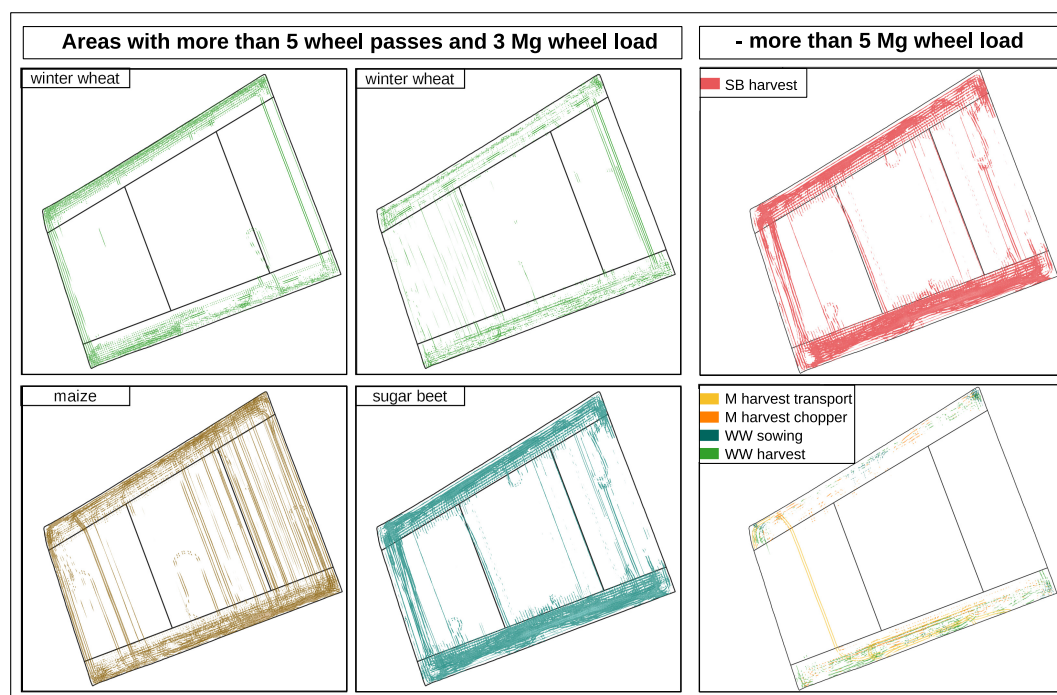 Areas with more than 5 wheel passes and 3 Mg wheel load
- more than 5 Mg wheel load
winter wheat
winter wheat
SB harvest
maize
sugar beet
M harvest transport
M harvest chopper
WW sowing
WW harvest